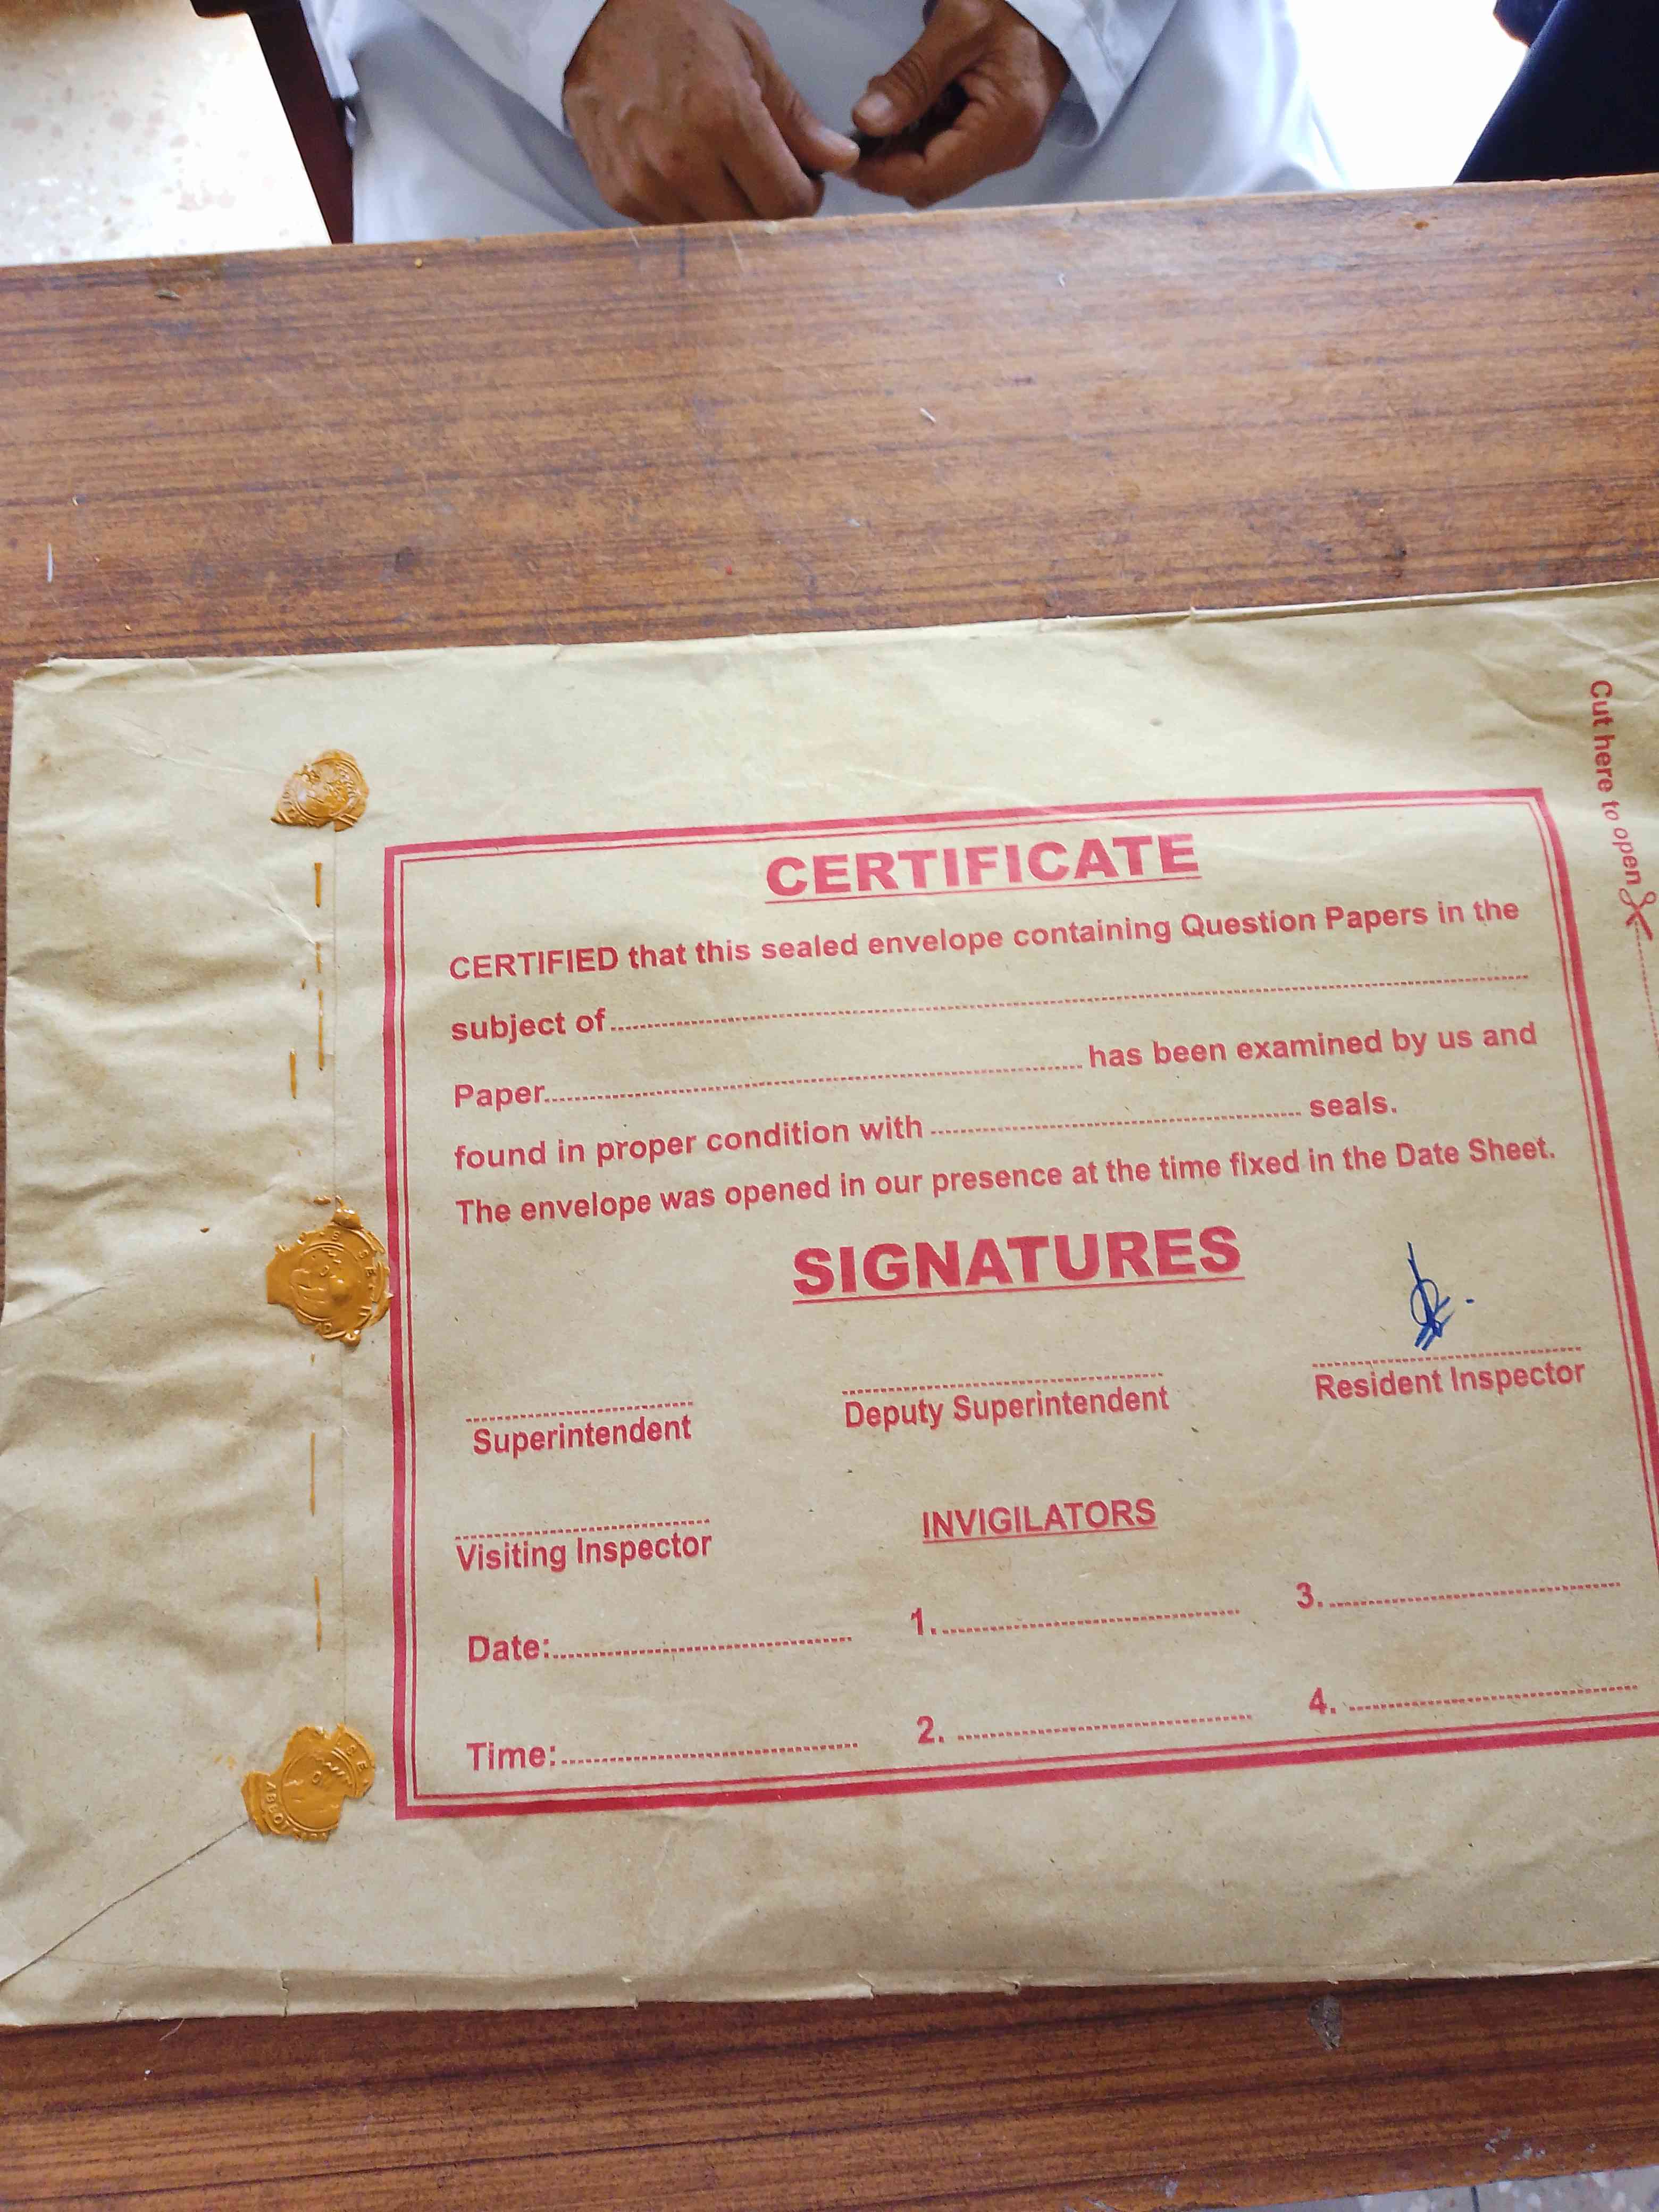 Cut here to open
CERTIFICATE
CERTIFIED that this sealed envelope containing Question Papers in the
subject of
Paper has been examined by us and
found in proper condition with seals.
The envelope was opened in our presence at the time fixed in the Date Sheet.
SIGNATURES
Superintendent Deputy Superintendent Resident Inspector
Visiting Inspector INVIGILATORS
Date: 1. 3.
Time: 2. 4.